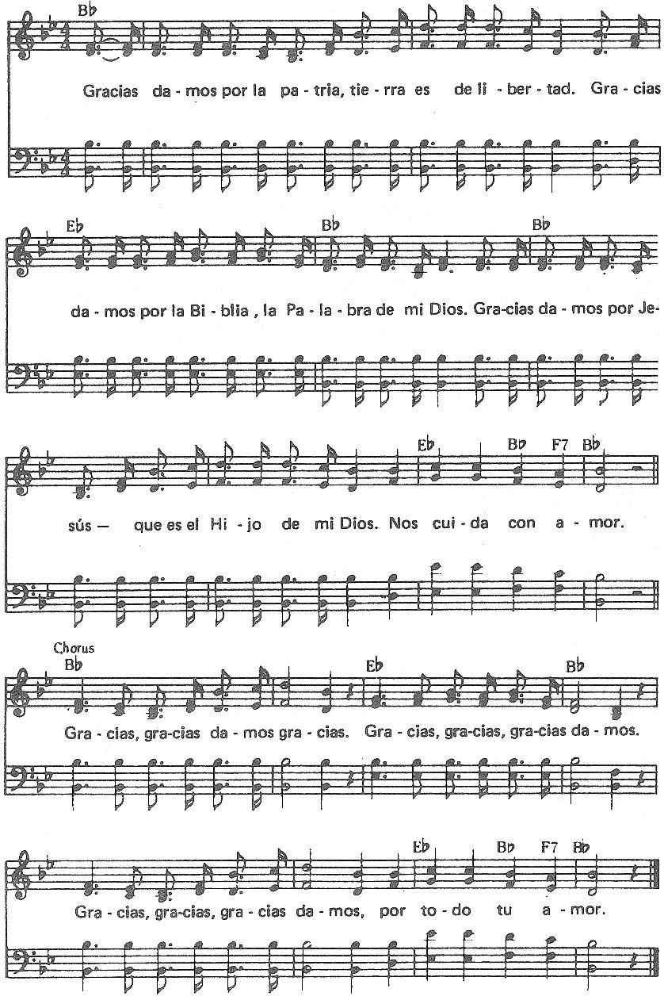 B♭
Gracias da - mos por la pa - tria, tie - rra es de li - ber - tad. Gra - cias
E♭ B♭ B♭
da - mos por la Bi - blia , la Pa - la - bra de mi Dios. Gra-cias da - mos por Je-
E♭ B♭ F7 B♭
sús — que es el Hi - jo de mi Dios. Nos cui - da con a - mor.
Chorus
B♭ E♭ B♭
Gra - cias, gra-cias da - mos gra - cias. Gra - cias, gra-cias, gra-cias da - mos.
E♭ B♭ F7 B♭
Gra - cias, gra-cias, gra - cias da - mos, por to - do tu a - mor.